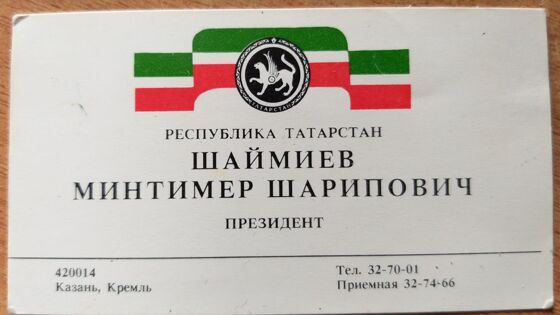 ТАТАРСТАН
РЕСПУБЛИКА ТАТАРСТАН
ШАЙМИЕВ
МИНТИМЕР ШАРИПОВИЧ
ПРЕЗИДЕНТ
420014
Казань, Кремль
Тел. 32-70-01
Приемная 32-74-66